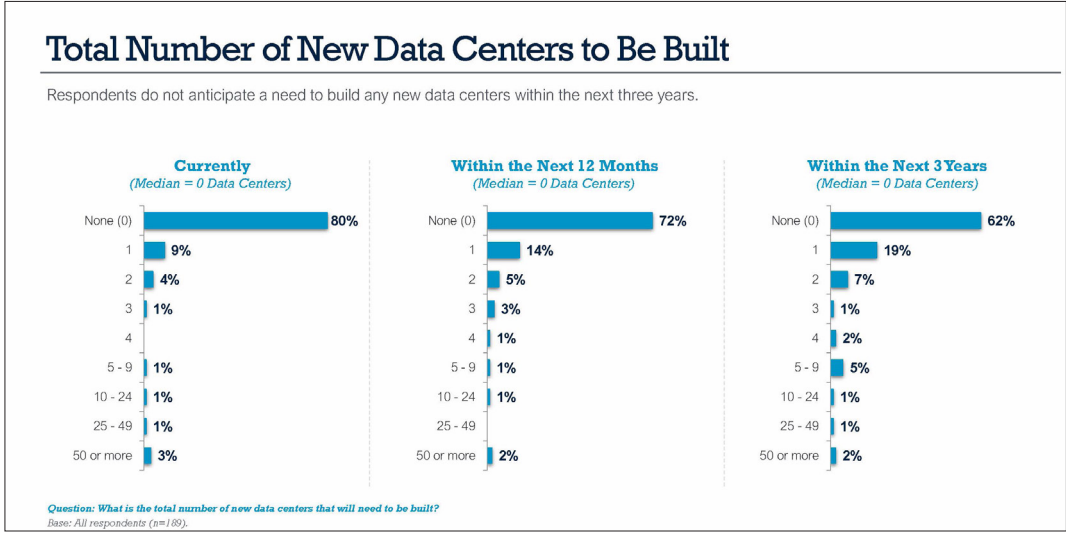 Total Number of New Data Centers to Be Built
Respondents do not anticipate a need to build any new data centers within the next three years.
Currently
(Median = 0 Data Centers)
None (0) 80%
1 9%
2 4%
3 1%
4
5 - 9 1%
10 - 24 1%
25 - 49 1%
50 or more 3%
Within the Next 12 Months
(Median = 0 Data Centers)
None (0) 72%
1 14%
2 5%
3 3%
4 1%
5 - 9 1%
10 - 24 1%
25 - 49
50 or more 2%
Within the Next 3 Years
(Median = 0 Data Centers)
None (0) 62%
1 19%
2 7%
3 1%
4 2%
5 - 9 5%
10 - 24 1%
25 - 49 1%
50 or more 2%
Question: What is the total number of new data centers that will need to be built?
Base: All respondents (n=189).